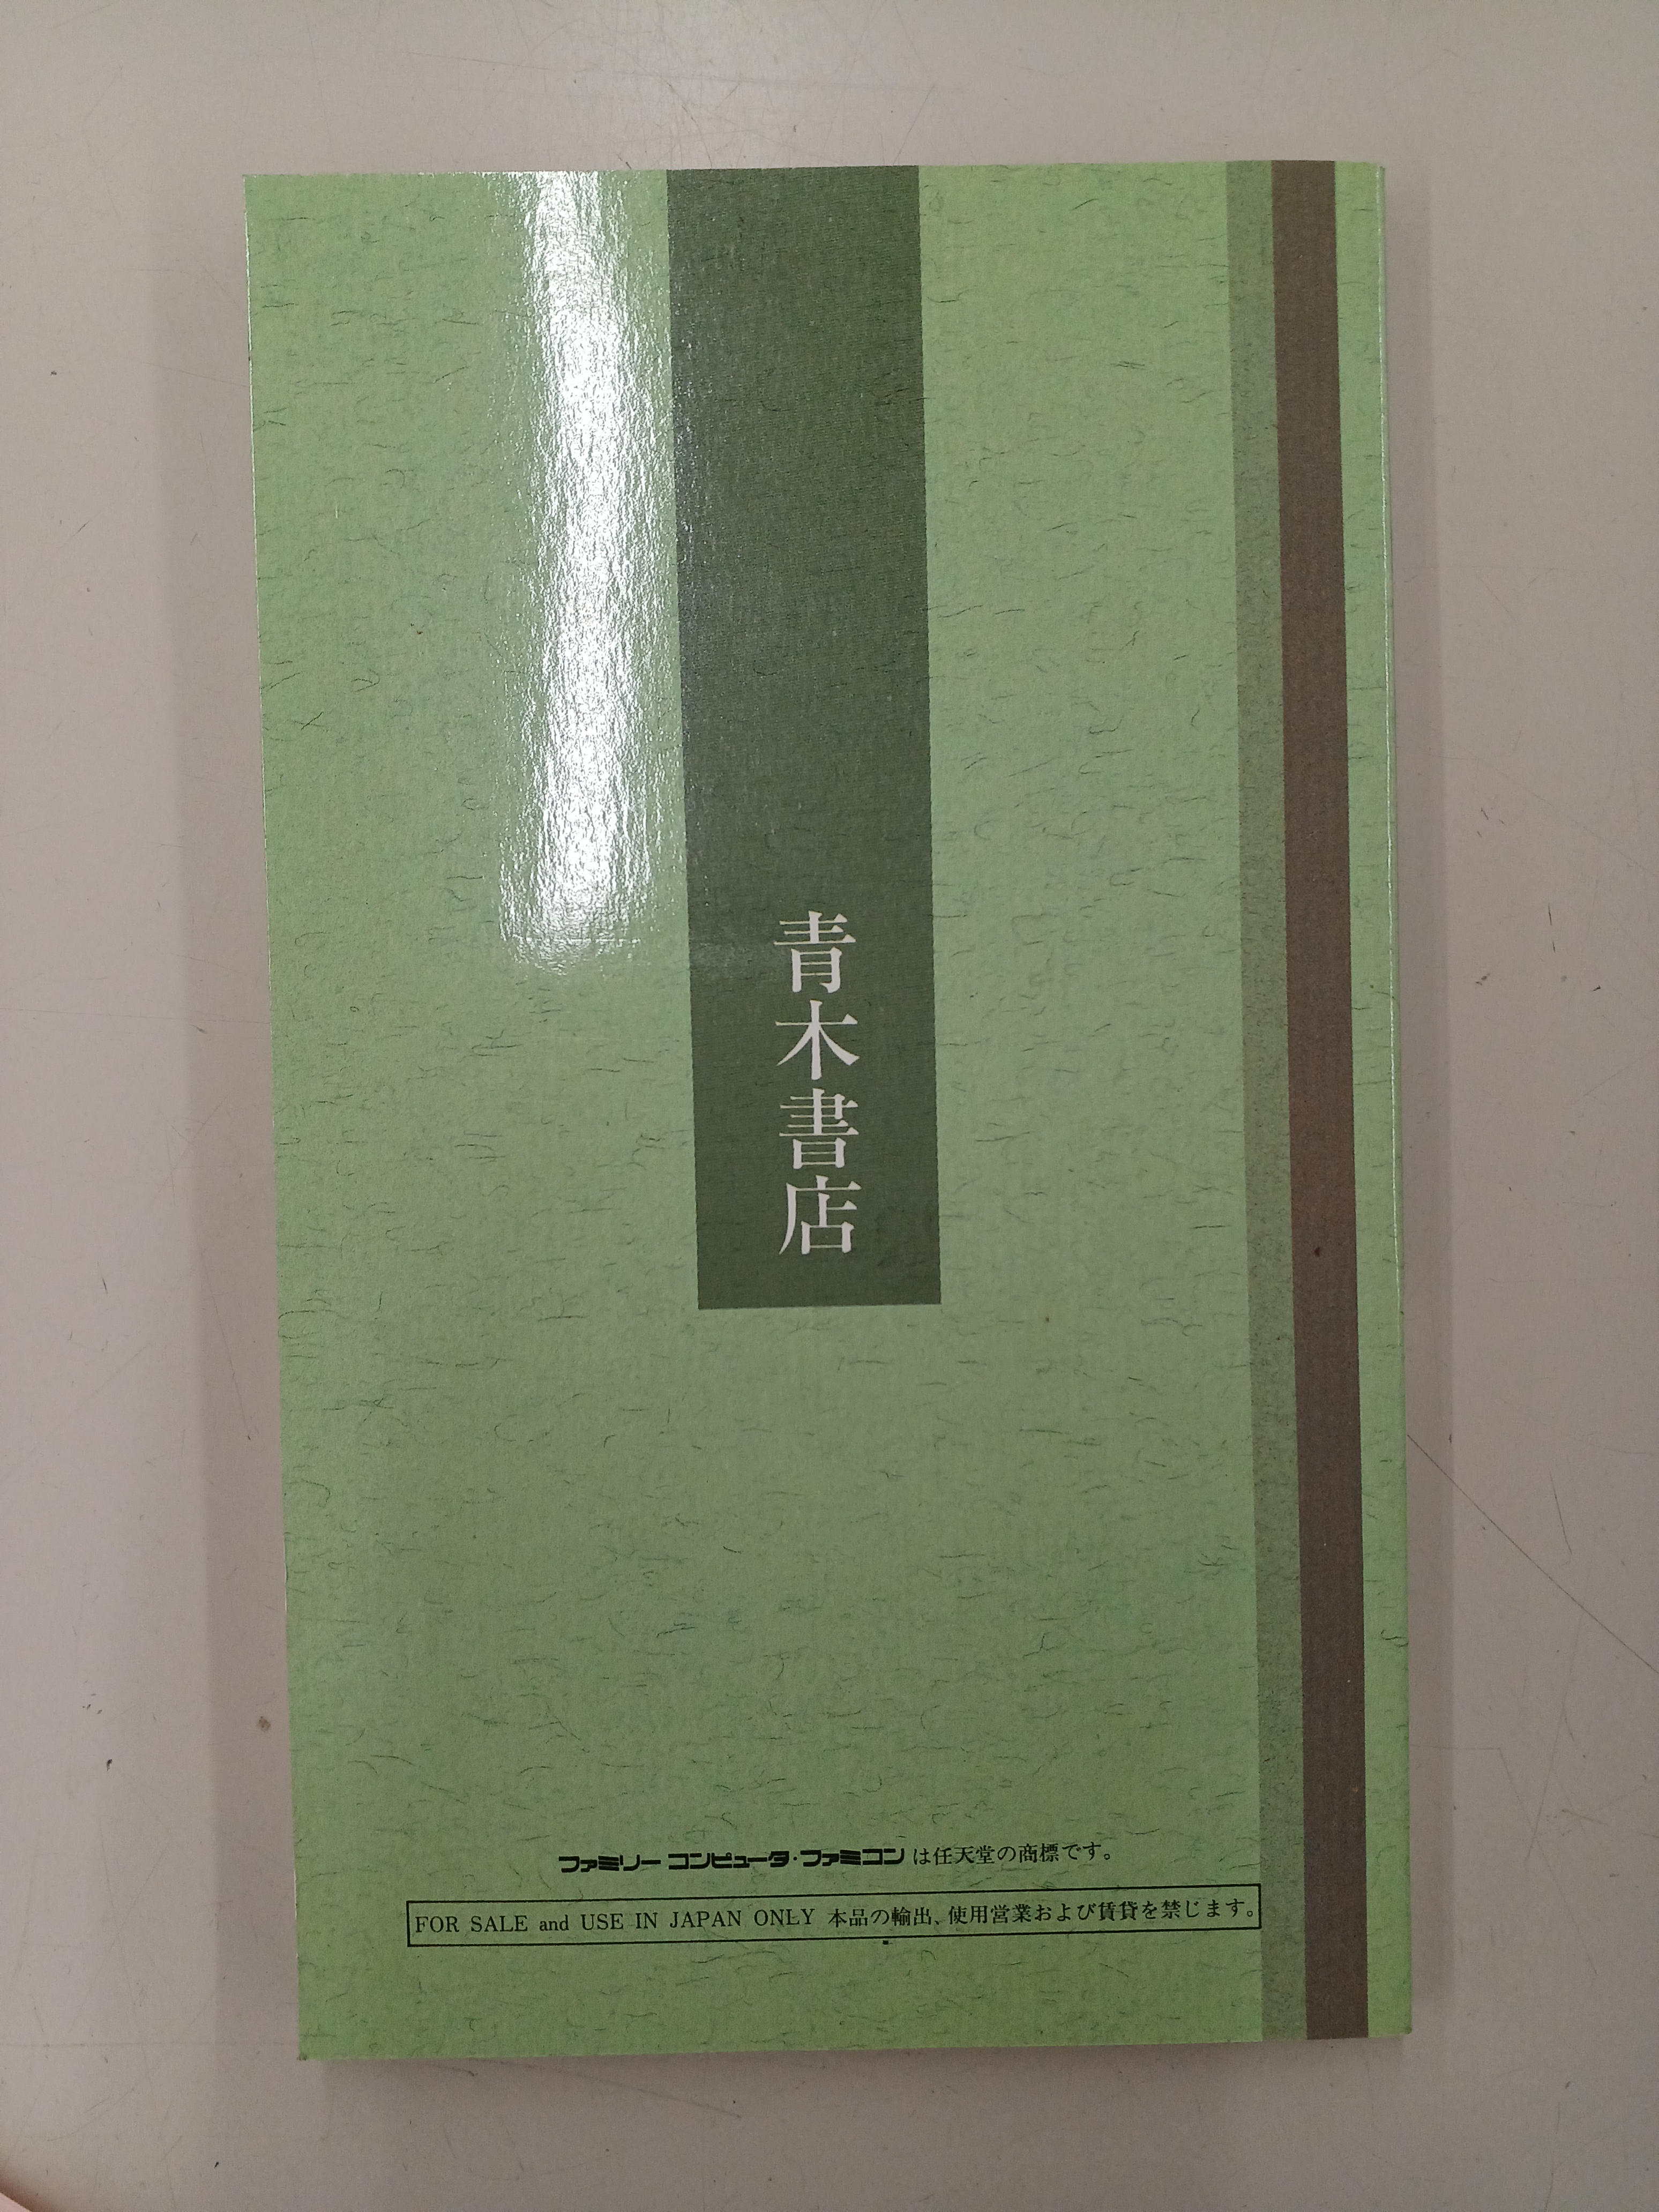 青木書店
ファミリー コンピュータ・ファミコン は任天堂の商標です。
FOR SALE and USE IN JAPAN ONLY 本品の輸出、使用営業および賃貸を禁じます。